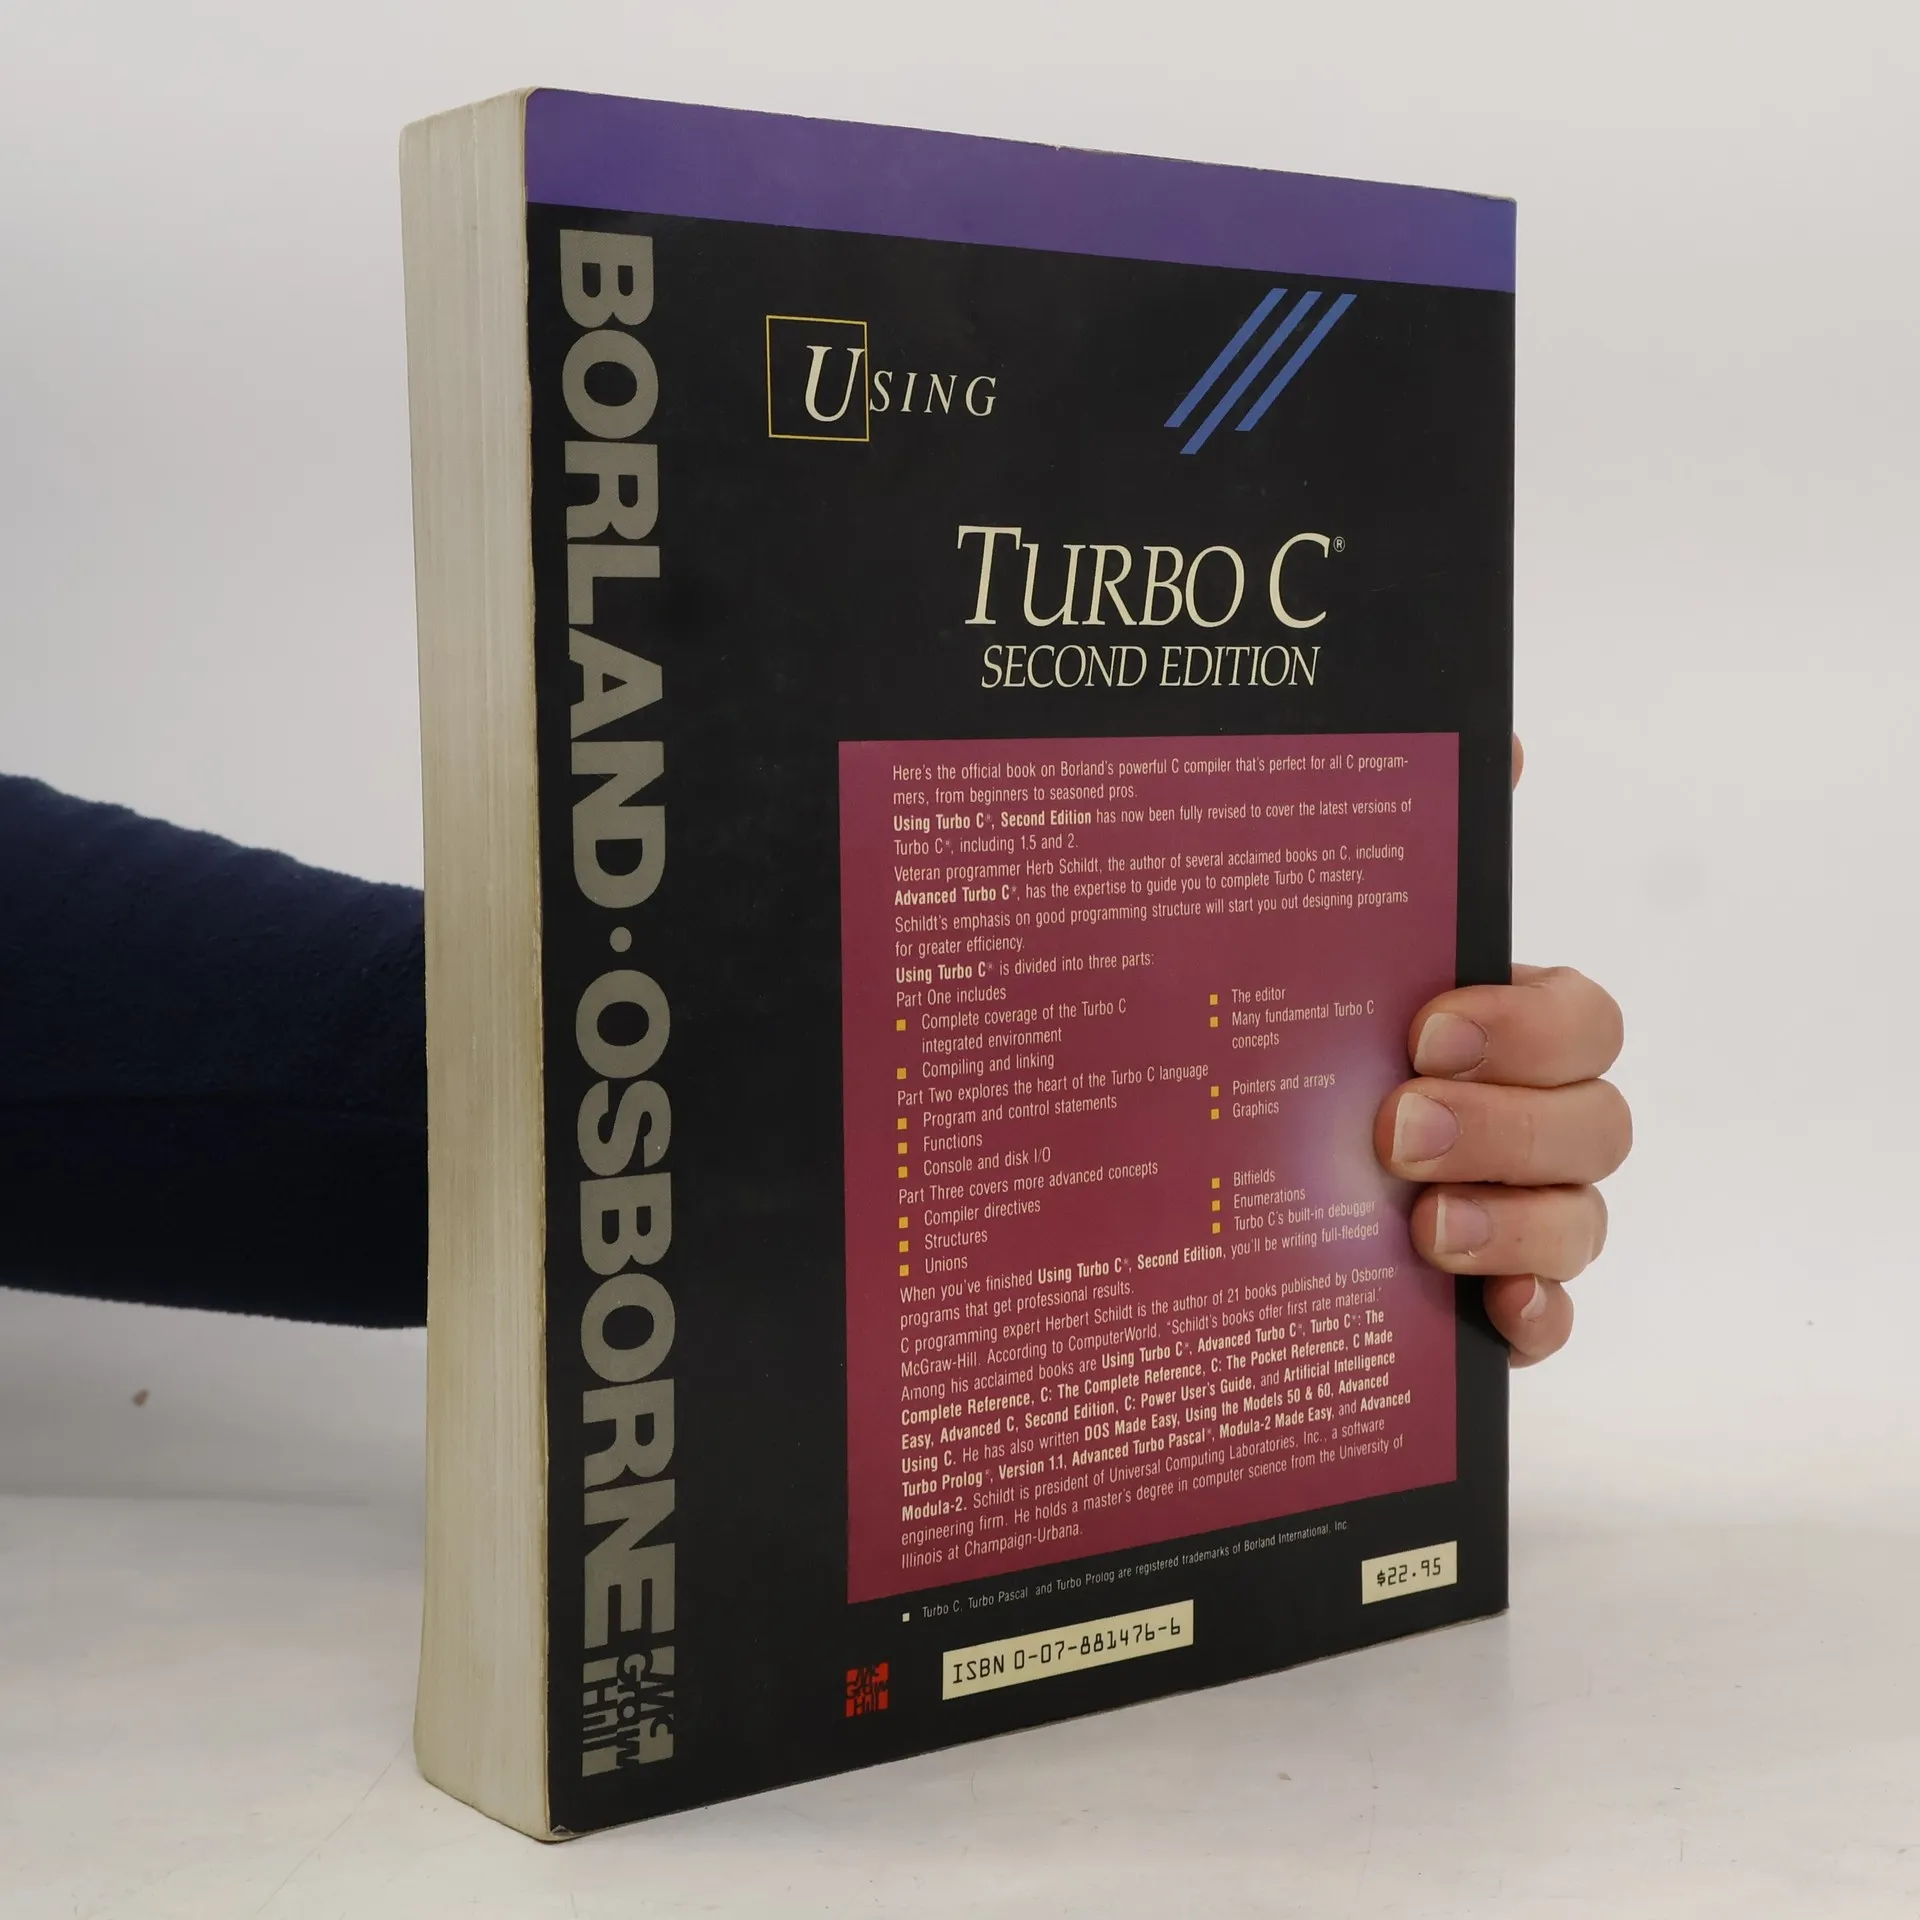 BORLAND·OSBORNE
Mc
Graw
Hill
USING
TURBO C®
SECOND EDITION
Here's the official book on Borland's powerful C compiler that's perfect for all C program-
mers, from beginners to seasoned pros.
Using Turbo C®, Second Edition has now been fully revised to cover the latest versions of
Turbo C®, including 1.5 and 2.
Veteran programmer Herb Schildt, the author of several acclaimed books on C, including
Advanced Turbo C®, has the expertise to guide you to complete Turbo C mastery.
Schildt's emphasis on good programming structure will start you out designing programs
for greater efficiency.
Using Turbo C® is divided into three parts:
Part One includes
■ Complete coverage of the Turbo C
integrated environment
■ Compiling and linking
■ The editor
■ Many fundamental Turbo C
concepts
Part Two explores the heart of the Turbo C language
■ Program and control statements
■ Functions
■ Console and disk I/O
■ Pointers and arrays
■ Graphics
Part Three covers more advanced concepts
■ Compiler directives
■ Structures
■ Unions
■ Bitfields
■ Enumerations
■ Turbo C's built-in debugger
When you've finished Using Turbo C®, Second Edition, you'll be writing full-fledged
programs that get professional results.
C programming expert Herbert Schildt is the author of 21 books published by Osborne/
McGraw-Hill. According to ComputerWorld, "Schildt's books offer first rate material."
Among his acclaimed books are Using Turbo C®, Advanced Turbo C®, Turbo C®: The
Complete Reference, C: The Complete Reference, C: The Pocket Reference, C Made
Easy, Advanced C, Second Edition, C: Power User's Guide, and Artificial Intelligence
Using C. He has also written DOS Made Easy, Using the Models 50 & 60, Advanced
Turbo Prolog®, Version 1.1, Advanced Turbo Pascal®, Modula-2 Made Easy, and Advanced
Modula-2. Schildt is president of Universal Computing Laboratories, Inc., a software
engineering firm. He holds a master's degree in computer science from the University of
Illinois at Champaign-Urbana.
■ Turbo C, Turbo Pascal and Turbo Prolog are registered trademarks of Borland International, Inc.
$22.95
Mc
Graw
Hill
ISBN 0-07-881476-6